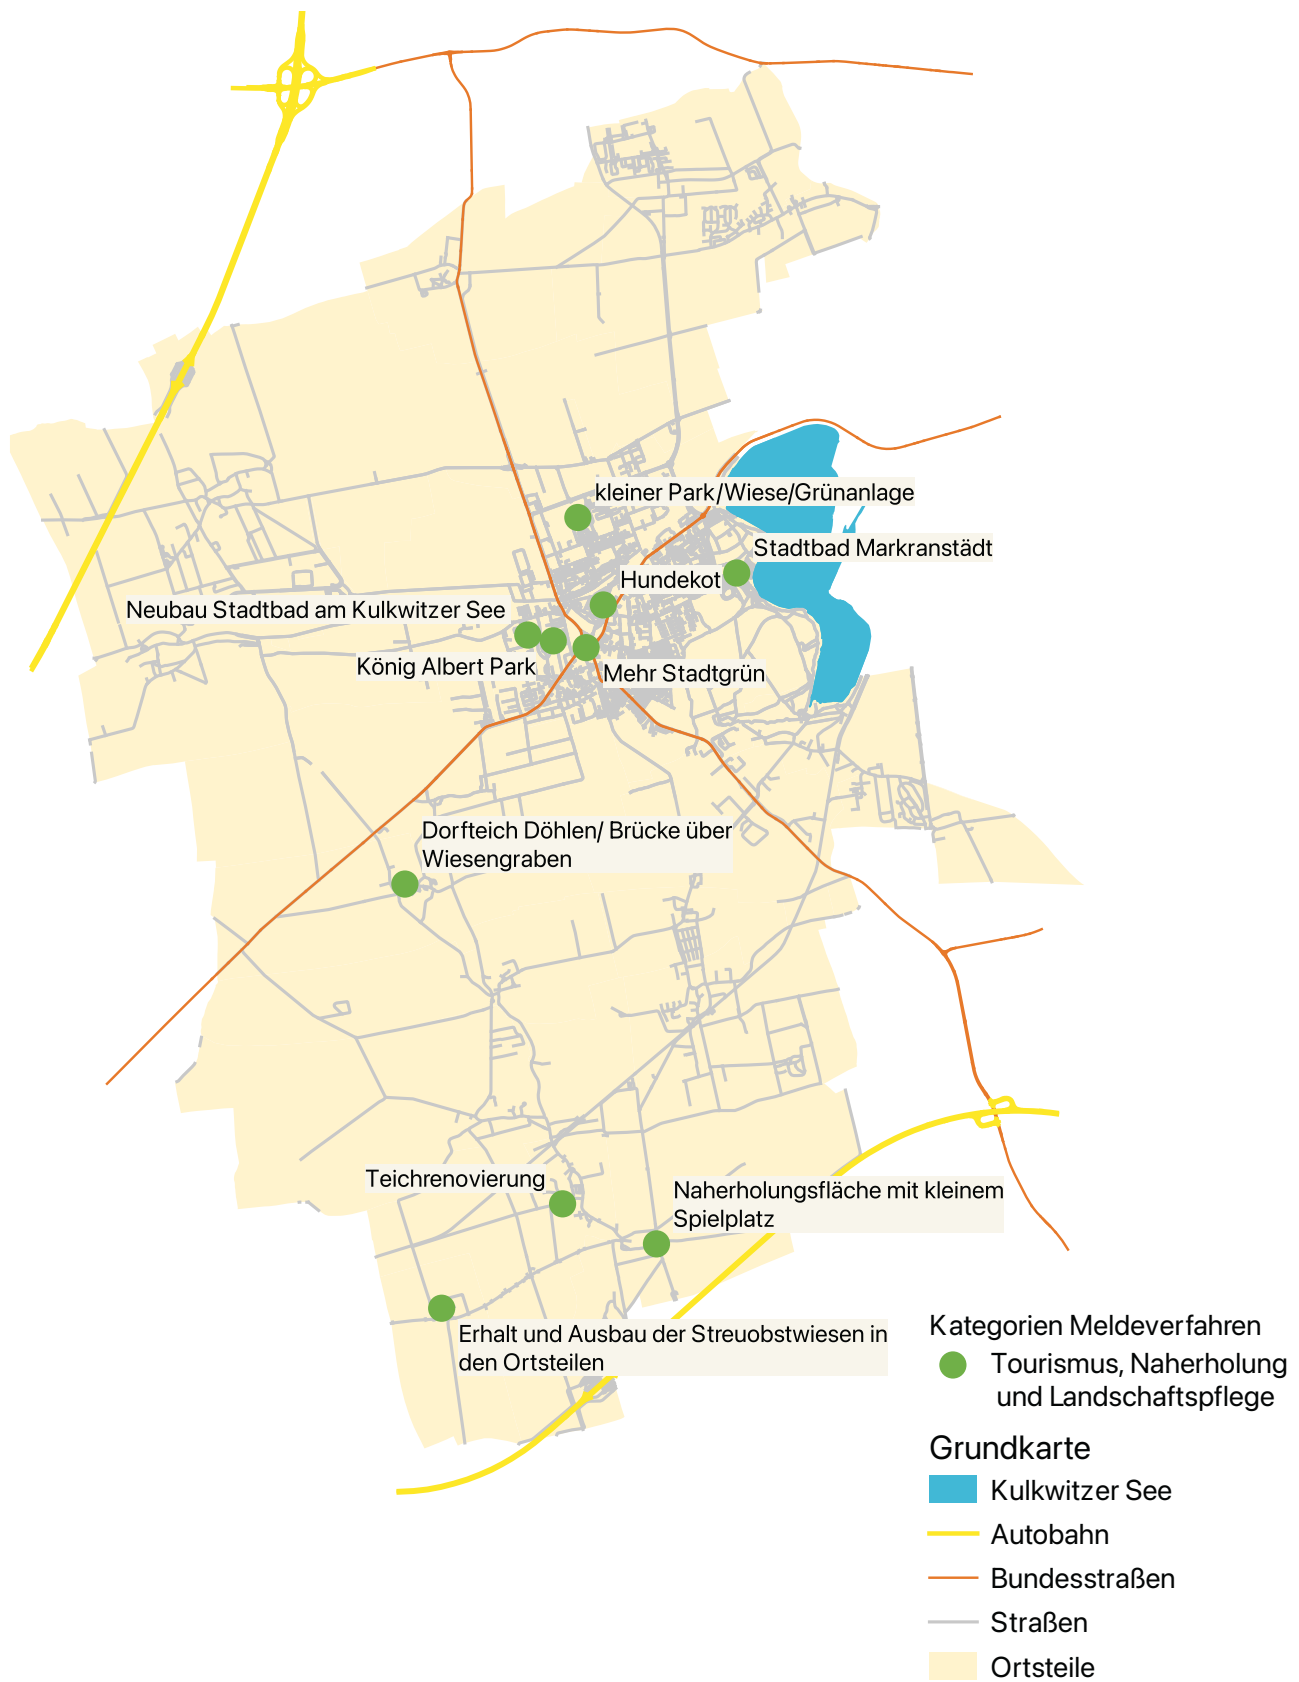 kleiner Park/Wiese/Grünanlage
Stadtbad Markranstädt
Hundekot
Neubau Stadtbad am Kulkwitzer See
König Albert Park
Mehr Stadtgrün
Dorfteich Döhlen/ Brücke über
Wiesengraben
Teichrenovierung
Naherholungsfläche mit kleinem
Spielplatz
Erhalt und Ausbau der Streuobstwiesen in
den Ortsteilen
Kategorien Meldeverfahren
Tourismus, Naherholung
und Landschaftspflege
Grundkarte
Kulkwitzer See
Autobahn
Bundesstraßen
Straßen
Ortsteile